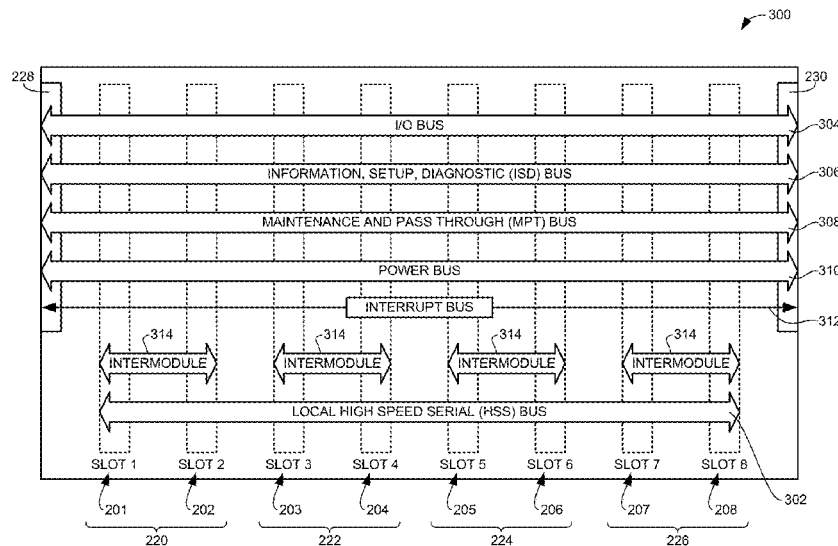 300
228
230
I/O BUS
304
INFORMATION, SETUP, DIAGNOSTIC (ISD) BUS
306
MAINTENANCE AND PASS THROUGH (MPT) BUS
308
POWER BUS
310
INTERRUPT BUS
312
314 314 314 314
INTERMODULE INTERMODULE INTERMODULE INTERMODULE
LOCAL HIGH SPEED SERIAL (HSS) BUS
SLOT 1 SLOT 2 SLOT 3 SLOT 4 SLOT 5 SLOT 6 SLOT 7 SLOT 8
302
201 202 203 204 205 206 207 208
220 222 224 226